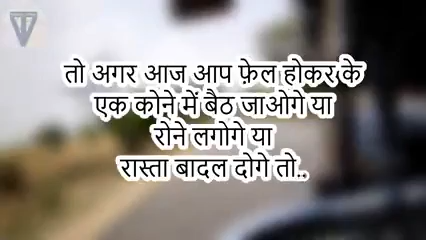 तो अगर आज आप फ़ेल होकर के
एक कोने में बैठ जाओगे या
रोने लगोगे या
रास्ता बादल दोगे तो..